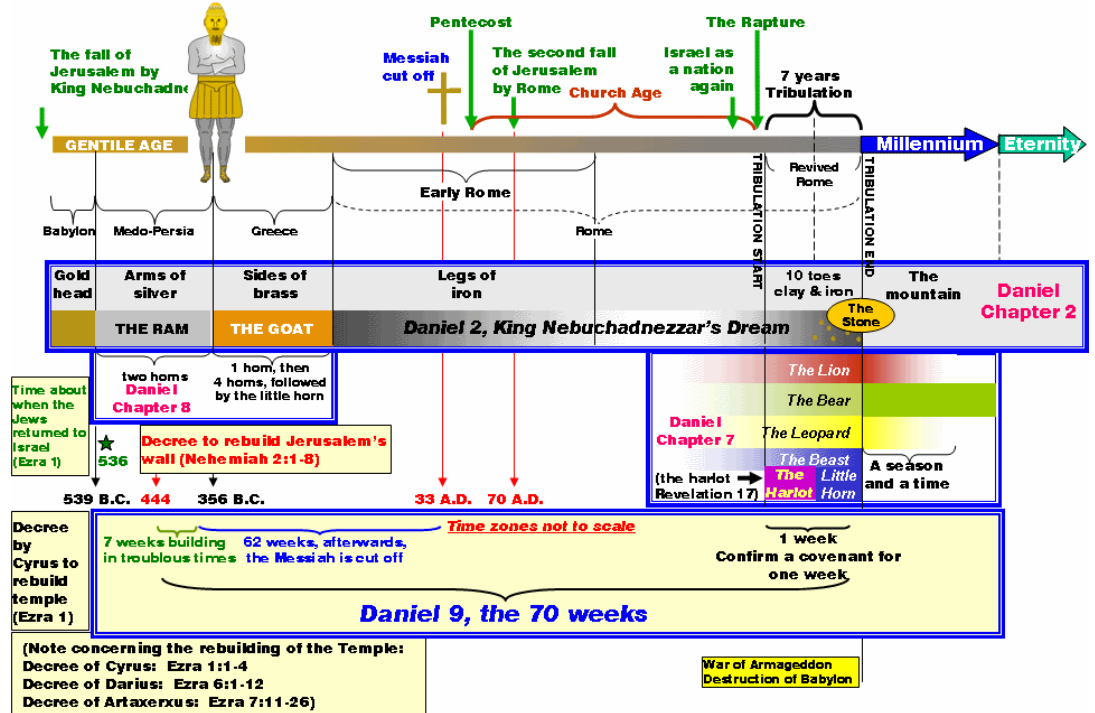 Pentecost
The Rapture
The fall of
Jerusalem by
King Nebuchadne
Messiah
cut off
The second fall
of Jerusalem
by Rome
Church Age
Israel as
a nation
again
7 years
Tribulation
GENTILE AGE
Millennium
Eternity
Early Rome
Revived
Rome
TRIBULATION START
TRIBULATION END
Babylon
Medo-Persia
Greece
Rome
Gold
head
Arms of
silver
Sides of
brass
Legs of
iron
10 toes
clay & iron
The
mountain
Daniel
Chapter 2
The
Stone
THE RAM
THE GOAT
Daniel 2, King Nebuchadnezzar's Dream
two horns
Daniel
Chapter 8
1 horn, then
4 horns, followed
by the little horn
The Lion
The Bear
The Leopard
The Beast
Daniel
Chapter 7
(the harlot
Revelation 17)
The
Harlot
Little
Horn
A season
and a time
Time about
when the
Jews
returned to
Israel
(Ezra 1)
536
Decree to rebuild Jerusalem's
wall (Nehemiah 2:1-8)
539 B.C.
444
356 B.C.
33 A.D.
70 A.D.
Decree
by
Cyrus to
rebuild
temple
(Ezra 1)
Time zones not to scale
7 weeks building
in troublous times
62 weeks, afterwards,
the Messiah is cut off
1 week
Confirm a covenant for
one week
Daniel 9, the 70 weeks
(Note concerning the rebuilding of the Temple:
Decree of Cyrus: Ezra 1:1-4
Decree of Darius: Ezra 6:1-12
Decree of Artaxerxus: Ezra 7:11-26)
War of Armageddon
Destruction of Babylon